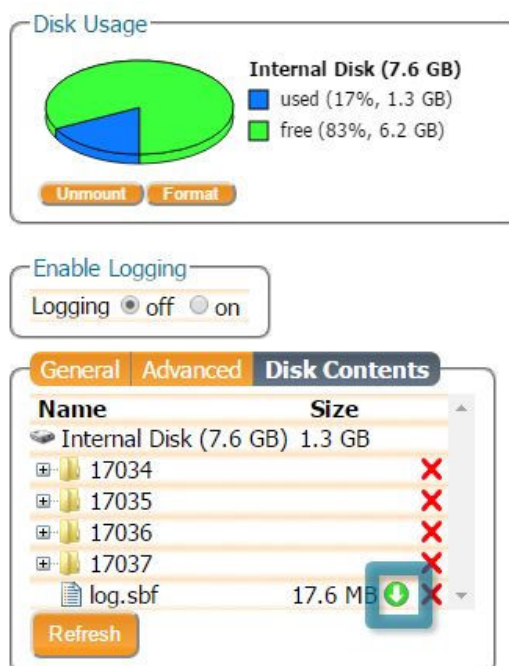 Disk Usage
Internal Disk (7.6 GB)
used (17%, 1.3 GB)
free (83%, 6.2 GB)
Unmount Format
Enable Logging
Logging off on
General Advanced Disk Contents
Name Size
Internal Disk (7.6 GB) 1.3 GB
17034
17035
17036
17037
log.sbf 17.6 MB
Refresh